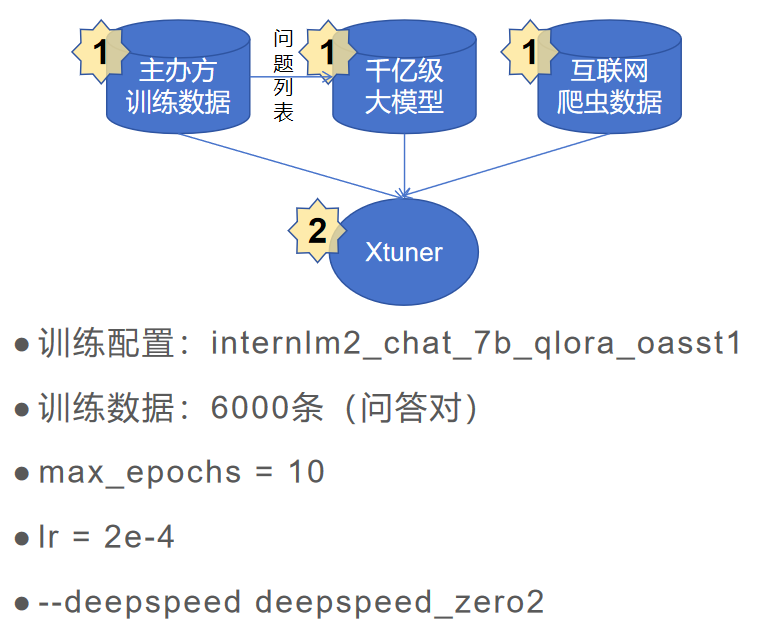 1
主办方
训练数据
问
题
列
表
1
千亿级
大模型
1
互联网
爬虫数据
2
Xtuner
●训练配置：internlm2_chat_7b_qlora_oasst1
●训练数据：6000条（问答对）
●max_epochs = 10
●lr = 2e-4
●--deepspeed deepspeed_zero2